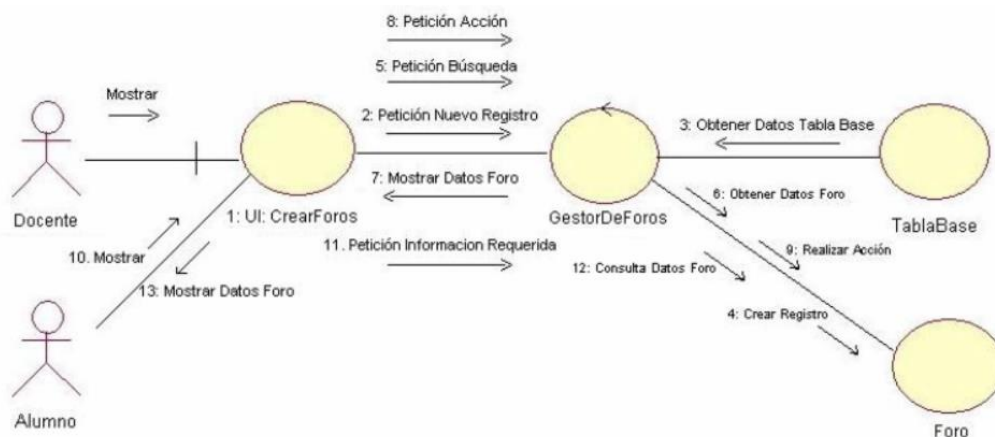 8: Petición Acción
5: Petición Búsqueda
Mostrar
2: Petición Nuevo Registro
3: Obtener Datos Tabla Base
7: Mostrar Datos Foro
6: Obtener Datos Foro
Docente
1: UI: CrearForos
GestorDeForos
TablaBase
10. Mostrar
11. Petición Informacion Requerida
9: Realizar Acción
12: Consulta Datos Foro
13: Mostrar Datos Foro
4: Crear Registro
Alumno
Foro